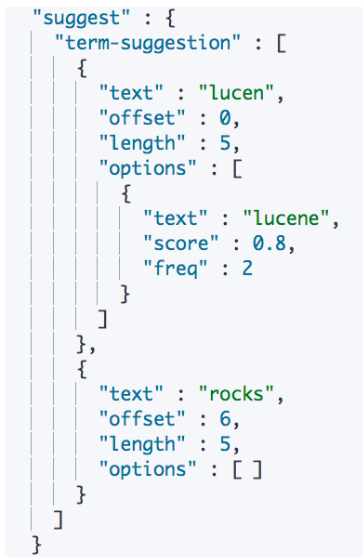 "suggest" : {
"term-suggestion" : [
{
"text" : "lucen",
"offset" : 0,
"length" : 5,
"options" : [
{
"text" : "lucene",
"score" : 0.8,
"freq" : 2
}
]
},
{
"text" : "rocks",
"offset" : 6,
"length" : 5,
"options" : [ ]
}
]
}